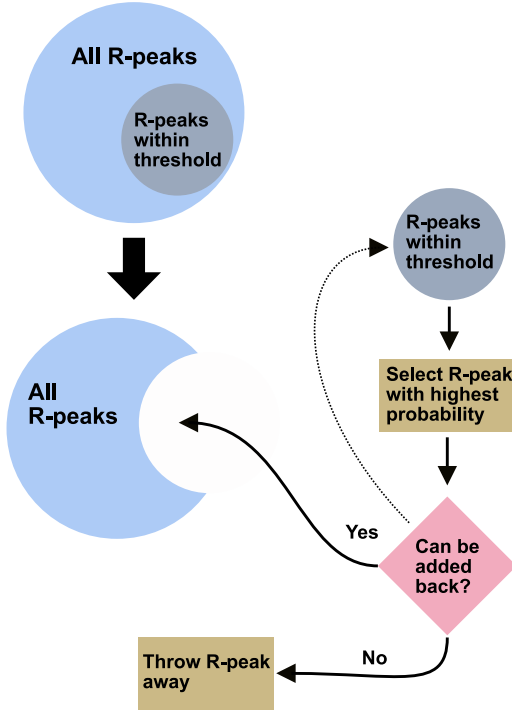 All R-peaks
R-peaks
within
threshold
R-peaks
within
threshold
Select R-peak
with highest
probability
All
R-peaks
Yes
Can be
added
back?
No
Throw R-peak
away